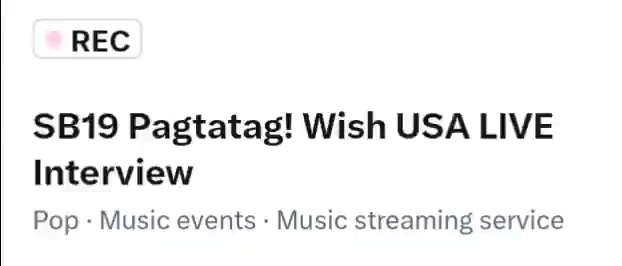 REC
SB19 Pagtatag! Wish USA LIVE
Interview
Pop · Music events · Music streaming service